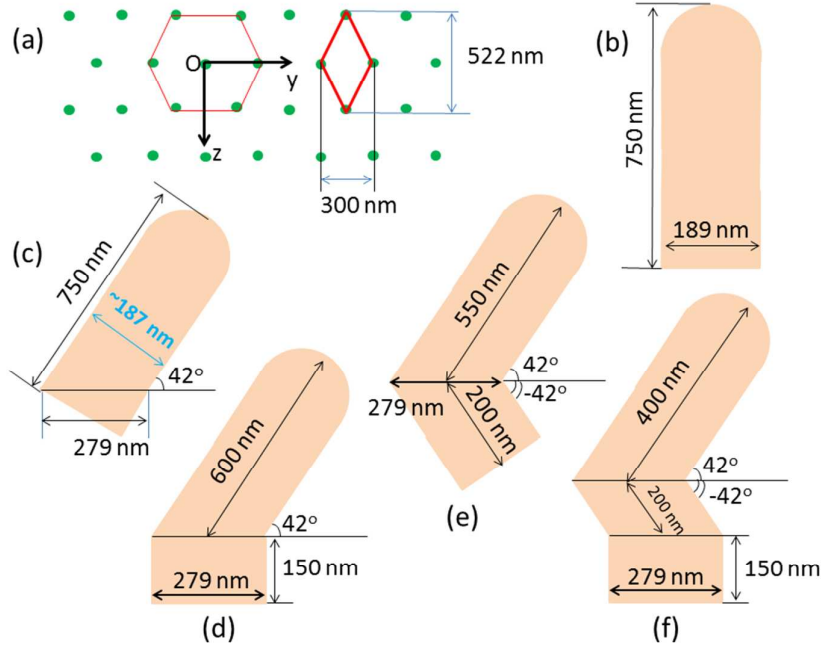 (a)
O
y
z
522 nm
300 nm
(b)
750 nm
189 nm
(c)
750 nm
~187 nm
42°
279 nm
600 nm
42°
279 nm
150 nm
(d)
550 nm
42°
-42°
279 nm
200 nm
(e)
400 nm
42°
-42°
200 nm
279 nm
150 nm
(f)